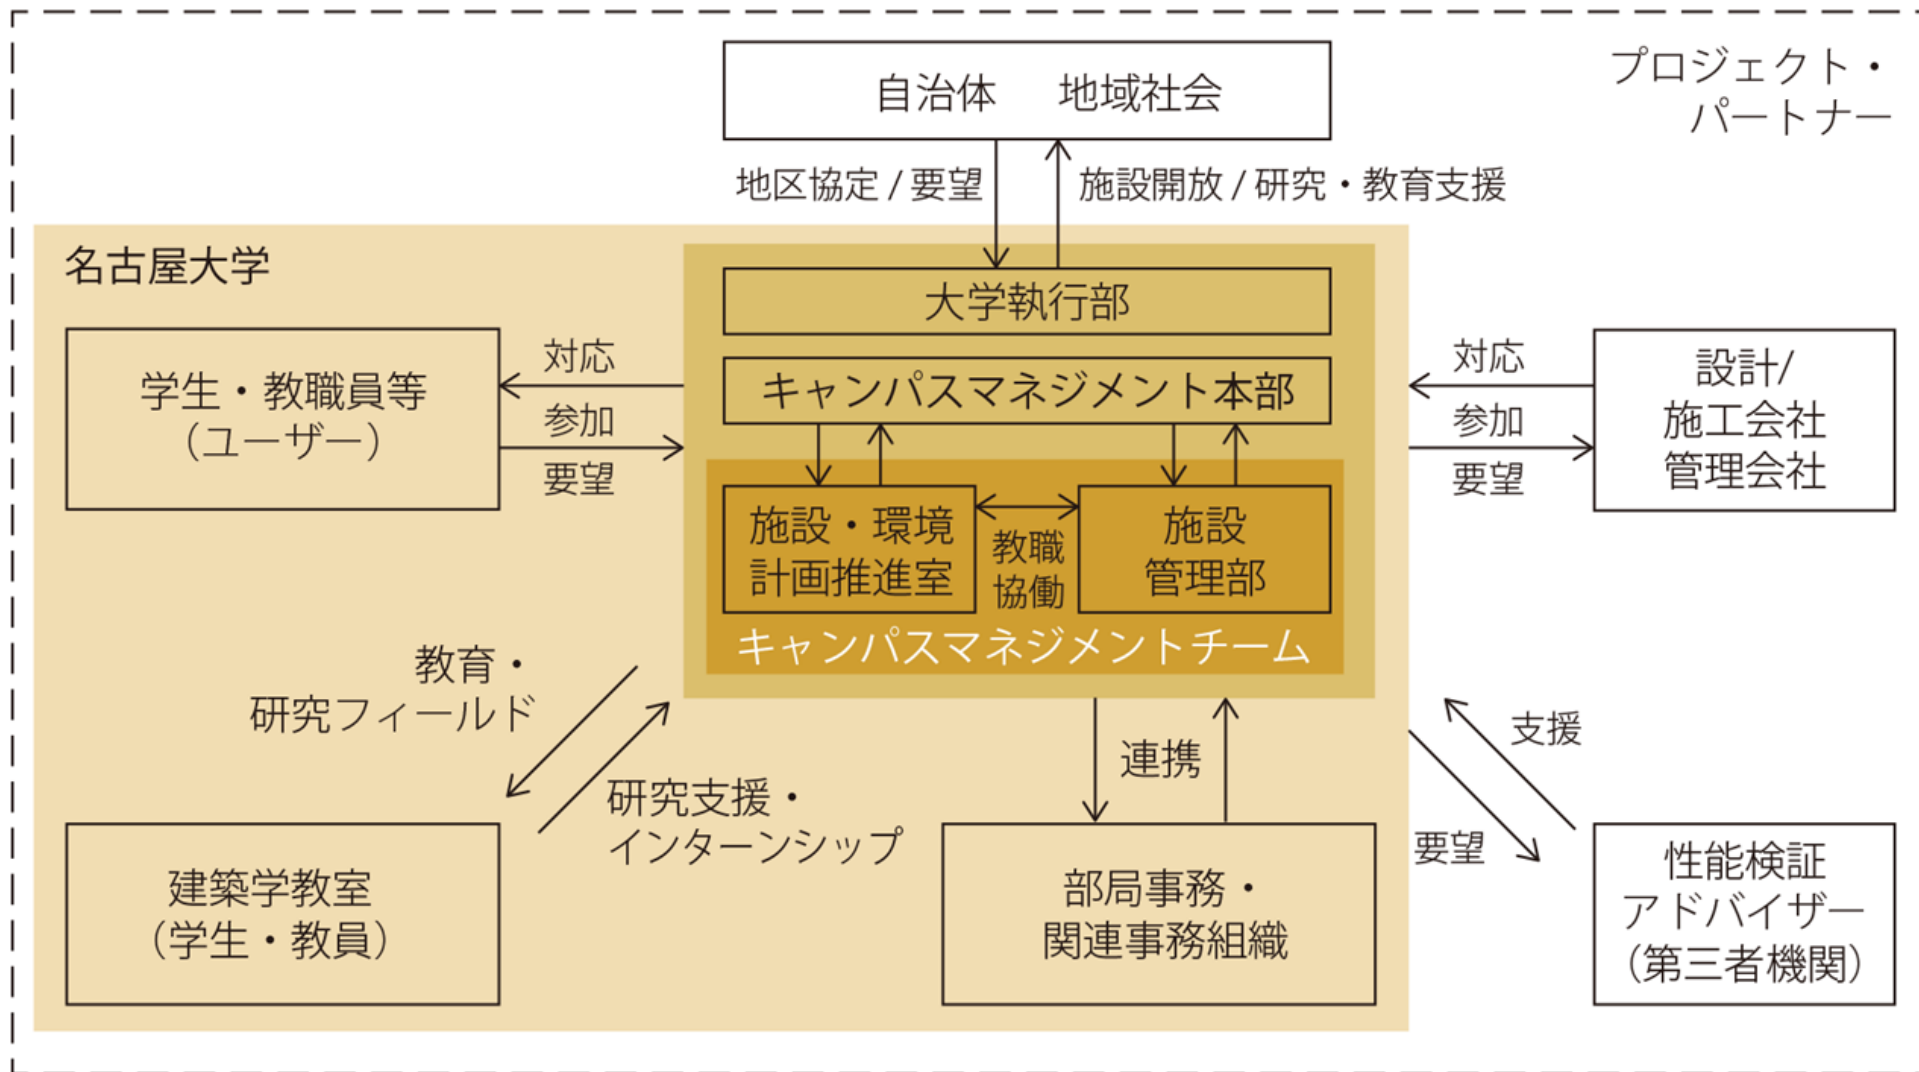 プロジェクト・
パートナー
自治体　地域社会
地区協定 / 要望
施設開放 / 研究・教育支援
名古屋大学
大学執行部
学生・教職員等
（ユーザー）
対応
参加
要望
キャンパスマネジメント本部
対応
参加
要望
設計/
施工会社
管理会社
施設・環境
計画推進室
教職
協働
施設
管理部
キャンパスマネジメントチーム
教育・
研究フィールド
研究支援・
インターンシップ
連携
支援
要望
建築学教室
（学生・教員）
部局事務・
関連事務組織
性能検証
アドバイザー
（第三者機関）